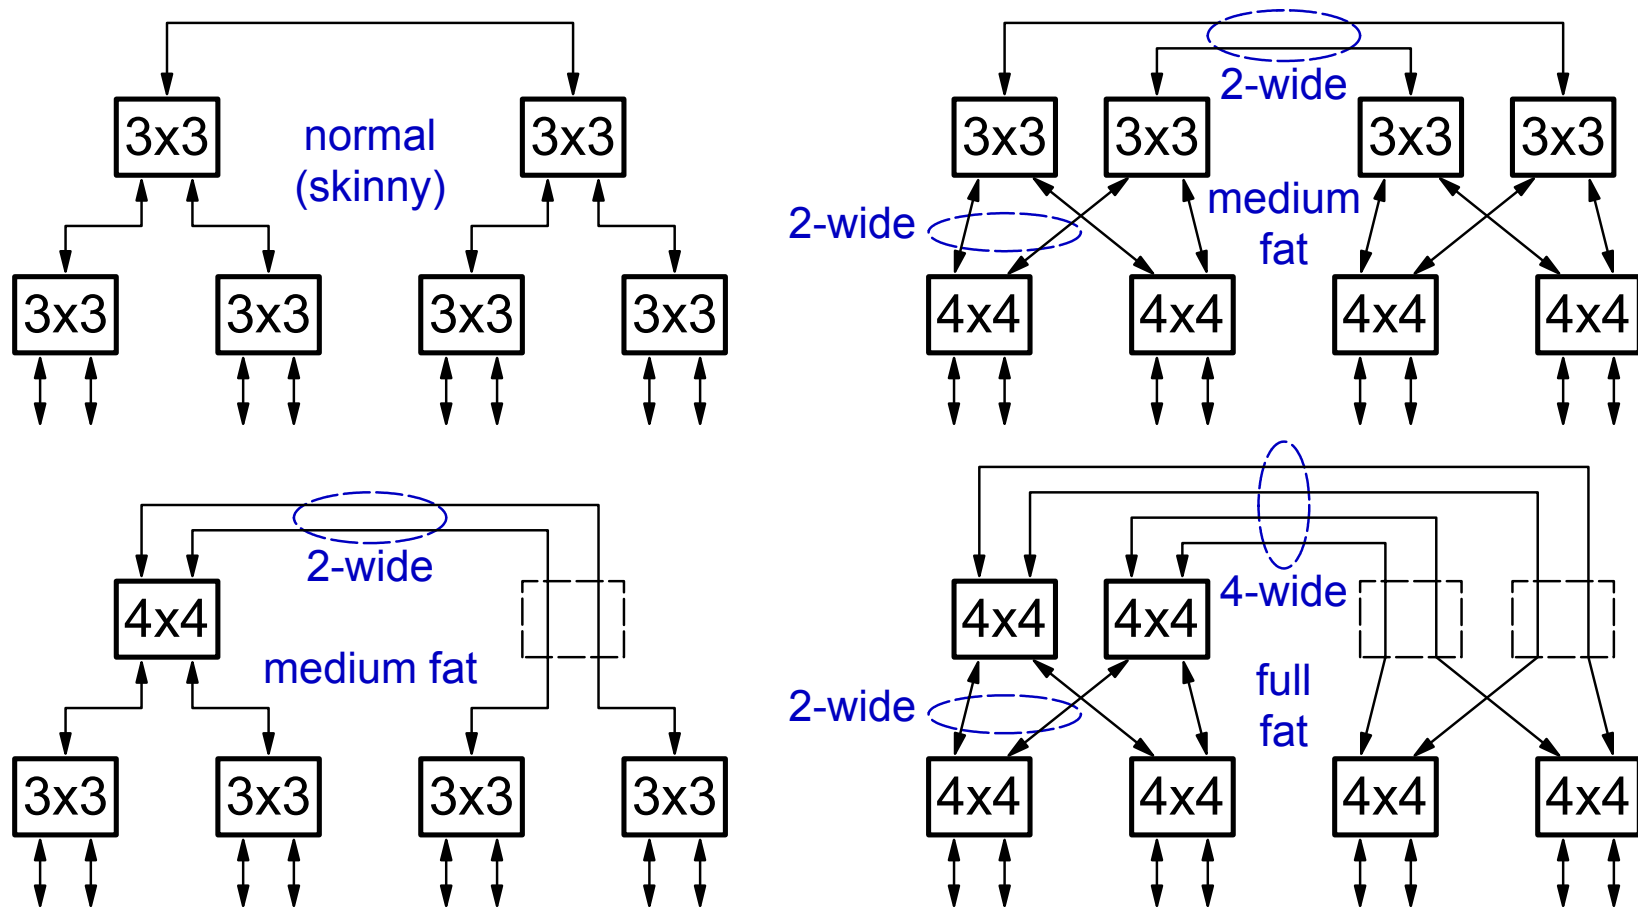 3x3 3x3
normal
(skinny)
3x3 3x3 3x3 3x3
2-wide
3x3 3x3 3x3 3x3
2-wide
medium
fat
4x4 4x4 4x4 4x4
2-wide
4x4
medium fat
3x3 3x3 3x3 3x3
4-wide
4x4 4x4
2-wide
full
fat
4x4 4x4 4x4 4x4